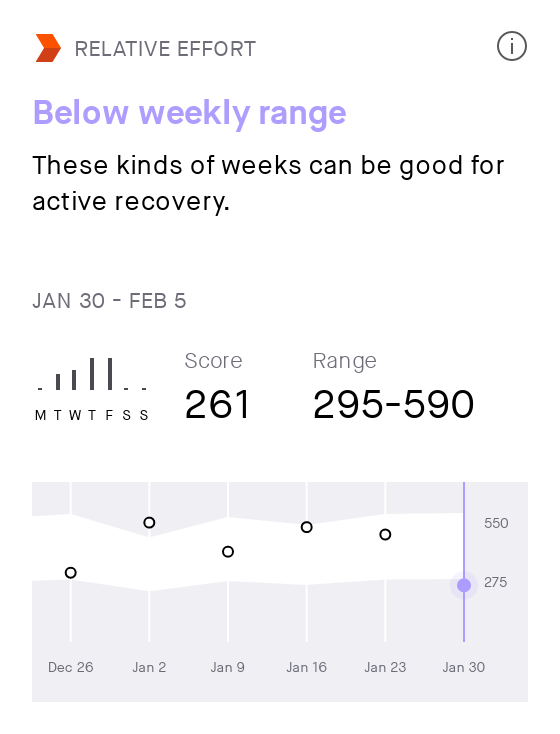 RELATIVE EFFORT
Below weekly range
These kinds of weeks can be good for
active recovery.
JAN 30 - FEB 5
Score Range
261 295-590
M T W T F S S
550
275
Dec 26 Jan 2 Jan 9 Jan 16 Jan 23 Jan 30